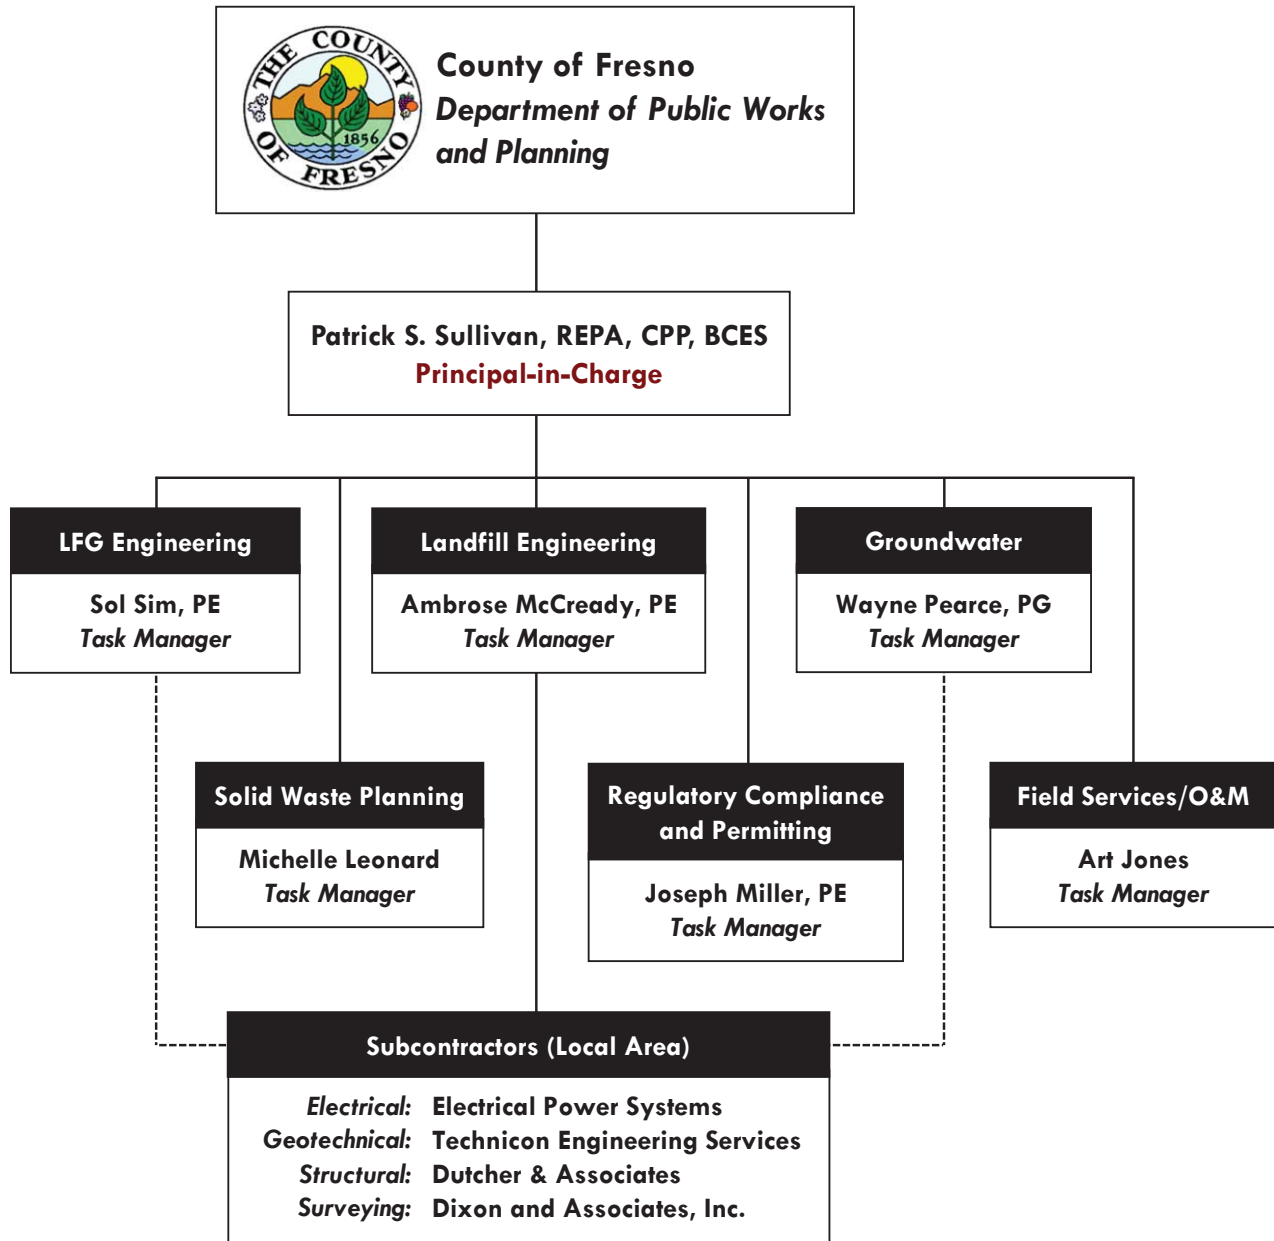 THE COUNTY
OF FRESNO
1856
County of Fresno
Department of Public Works
and Planning
Patrick S. Sullivan, REPA, CPP, BCES
Principal-in-Charge
LFG Engineering
Sol Sim, PE
Task Manager
Landfill Engineering
Ambrose McCready, PE
Task Manager
Groundwater
Wayne Pearce, PG
Task Manager
Solid Waste Planning
Michelle Leonard
Task Manager
Regulatory Compliance
and Permitting
Joseph Miller, PE
Task Manager
Field Services/O&M
Art Jones
Task Manager
Subcontractors (Local Area)
Electrical: Electrical Power Systems
Geotechnical: Technicon Engineering Services
Structural: Dutcher & Associates
Surveying: Dixon and Associates, Inc.